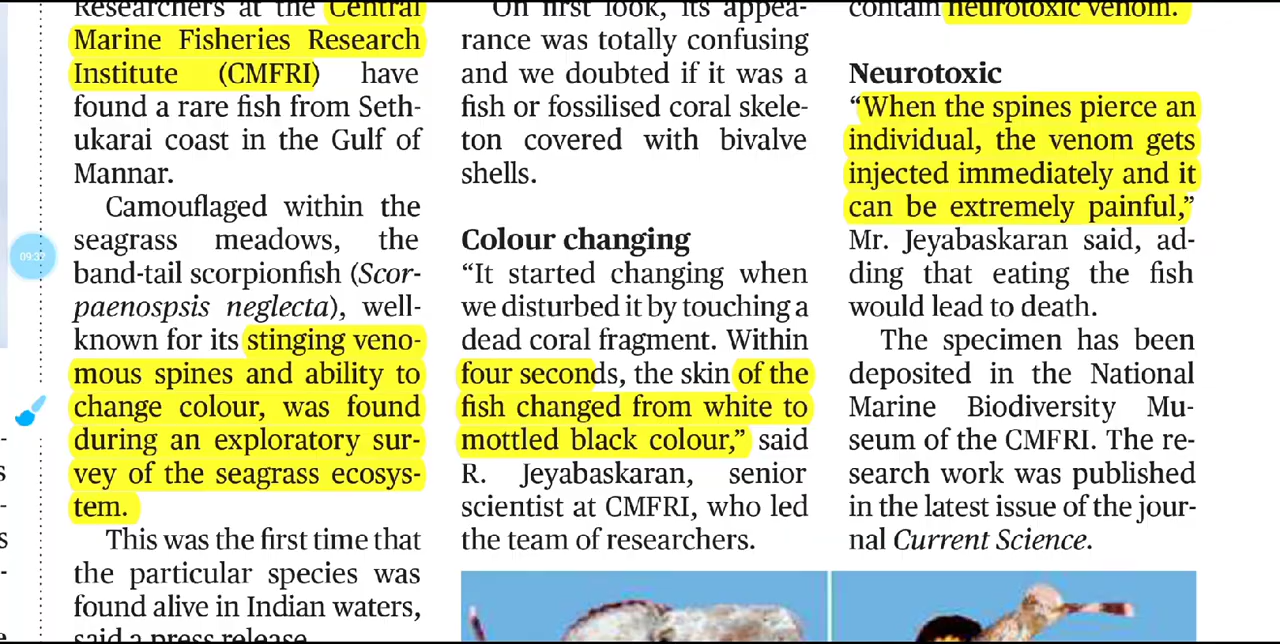 Researchers at the Central
Marine Fisheries Research
Institute (CMFRI) have
found a rare fish from Seth-
ukarai coast in the Gulf of
Mannar.
Camouflaged within the
seagrass meadows, the
band-tail scorpionfish (Scor-
paenospsis neglecta), well-
known for its stinging veno-
mous spines and ability to
change colour, was found
during an exploratory sur-
vey of the seagrass ecosys-
tem.
This was the first time that
the particular species was
found alive in Indian waters,
said a press release
On first look, its appea-
rance was totally confusing
and we doubted if it was a
fish or fossilised coral skele-
ton covered with bivalve
shells.
Colour changing
“It started changing when
we disturbed it by touching a
dead coral fragment. Within
four seconds, the skin of the
fish changed from white to
mottled black colour,” said
R. Jeyabaskaran, senior
scientist at CMFRI, who led
the team of researchers.
contain neurotoxic venom.
Neurotoxic
“When the spines pierce an
individual, the venom gets
injected immediately and it
can be extremely painful,”
Mr. Jeyabaskaran said, ad-
ding that eating the fish
would lead to death.
The specimen has been
deposited in the National
Marine Biodiversity Mu-
seum of the CMFRI. The re-
search work was published
in the latest issue of the jour-
nal Current Science.